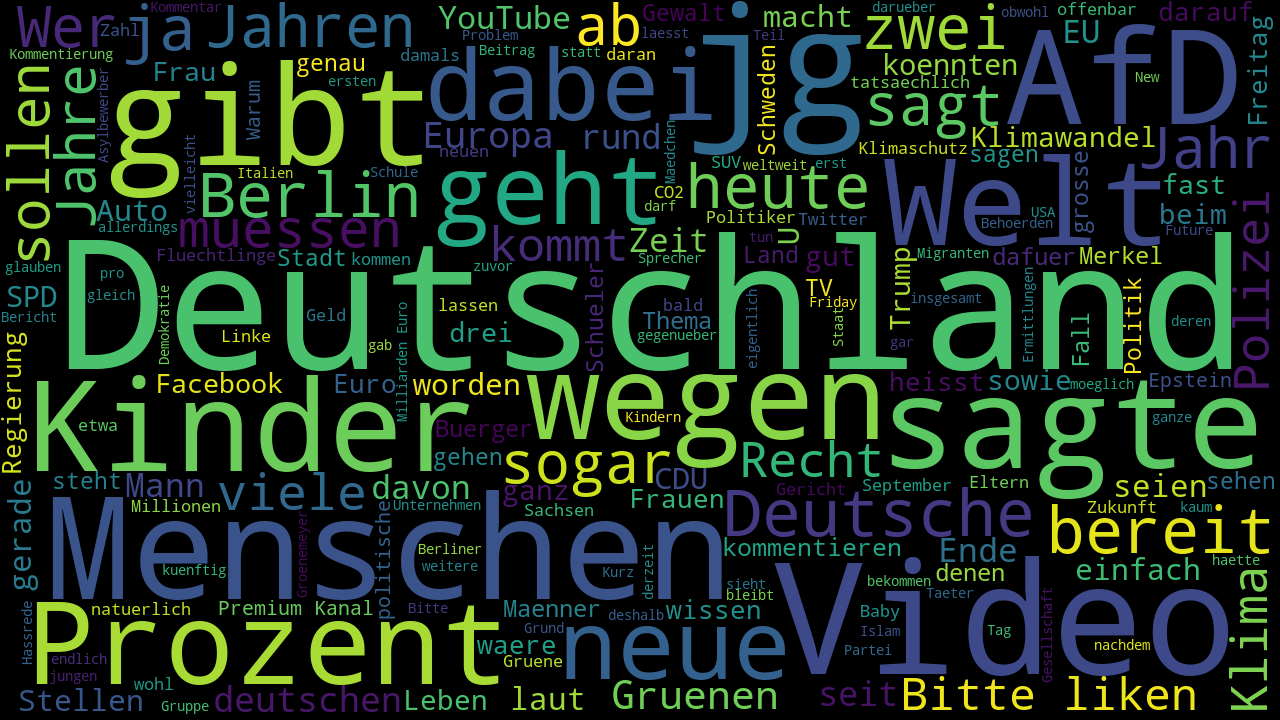 Wer
ja
Kommentar
Jahren
YouTube
ab
Gewalt
jg
macht
darueber
zwei
obwohl
offenbar
EU
darauf
AfD
Zahl
Kommentierung
Problem
laesst
Teil
Beitrag
statt
daran
damals
genau
Frau
ersten
gibt
dabei
Schweden
koennten
tatsaechlich
sagt
New
Freitag
sollen
Jahre
Asylbewerber
Warum
Europa
rund
neuen
Maedchen
Klimawandel
Klimaschutz
sagen
Jahr
Italien
Schule
vielleicht
Berlin
geht
SUV
weltweit
erst
CO2
darf
heute
Welt
grosse
fast
Auto
allerdings
muessen
Politiker
Twitter
Behoerden
USA
beim
Future
Polizei
Fluechtlinge
Stadt
kommen
kommt
Zeit
tun
U
Sprecher
Land
gut
Trump
Migranten
dafuer
Merkel
glauben
pro
zuvor
SPD
gleich
Bericht
Deutschland
Demokratie
Geld
Linke
gab
Milliarden Euro
lassen
drei
Schueler
bald
Thema
gegenueber
eigentlich
TV
Friday
Staat
insgesamt
gar
Ermittlungen
Fall
Politik
deren
Regierung
Kinder
Facebook
Euro
worden
wegen
Kindern
heisst
sowie
moeglich
Epstein
sagte
ganze
etwa
Buerger
gehen
sogar
CDU
Recht
steht
Mann
viele
davon
ganz
Frauen
Gericht
September
Eltern
seien
sehen
Millionen
Unternehmen
Sachsen
Zukunft
kaum
gerade
Menschen
Groenemeyer
politische
Berliner
weitere
kuenftig
Kurz
derzeit
Deutsche
kommentieren
Ende
bereit
denen
einfach
haette
sieht
bleibt
Video
bekommen
Taeter
Hassrede
Prozent
natuerlich
Premium Kanal
Bitte
Maenner
deshalb
wissen
Grund
neue
Baby
Islam
Partei
Tag
Gesellschaft
nachdem
Klima
endlich
jungen
waere
Gruene
wohl
Stellen
Gruppe
deutschen
Leben
laut
Gruenen
seit
Bitte liken